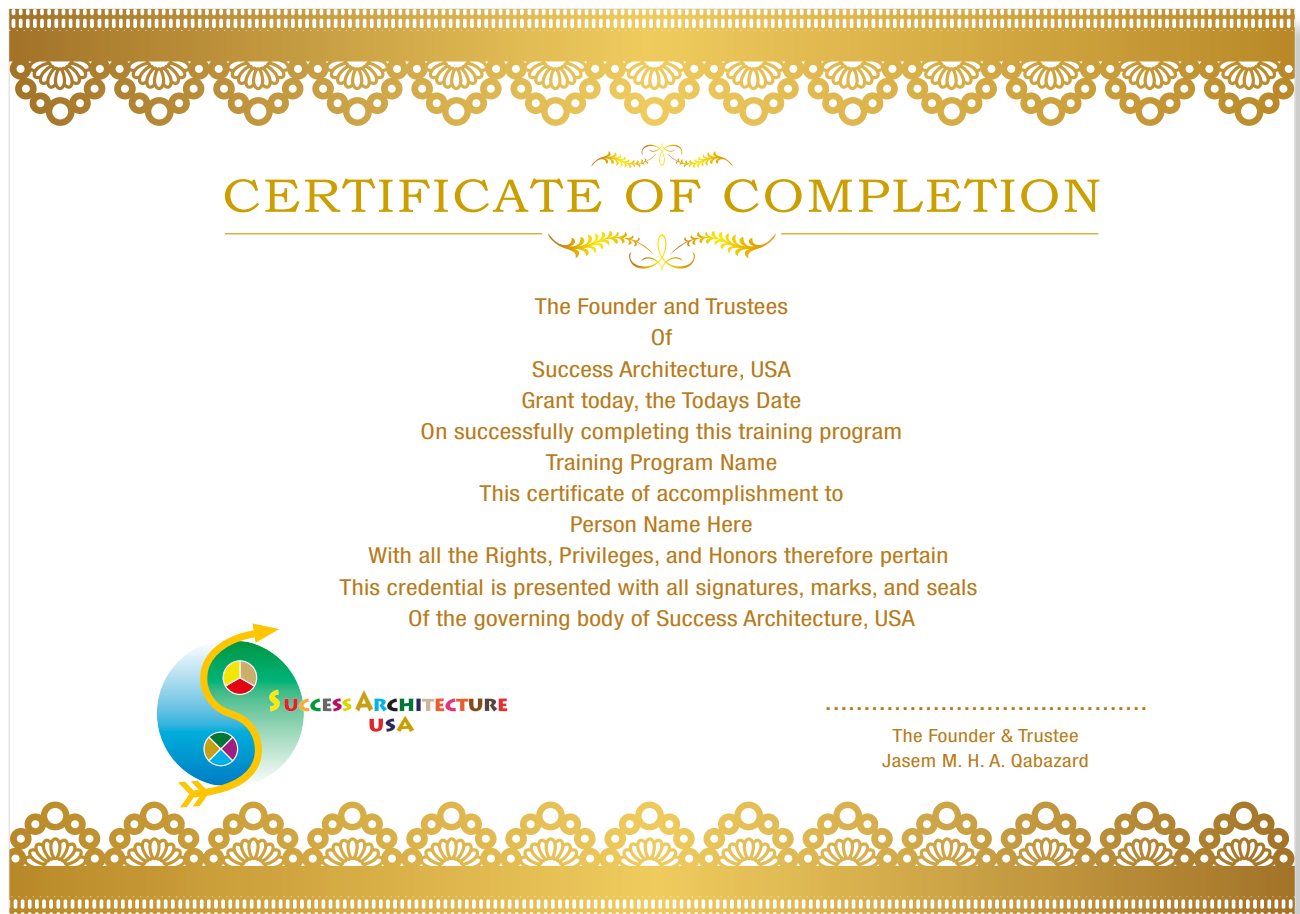 CERTIFICATE OF COMPLETION
The Founder and Trustees
Of
Success Architecture, USA
Grant today, the Todays Date
On successfully completing this training program
Training Program Name
This certificate of accomplishment to
Person Name Here
With all the Rights, Privileges, and Honors therefore pertain
This credential is presented with all signatures, marks, and seals
Of the governing body of Success Architecture, USA
SUCCESS ARCHITECTURE
USA
The Founder & Trustee
Jasem M. H. A. Qabazard